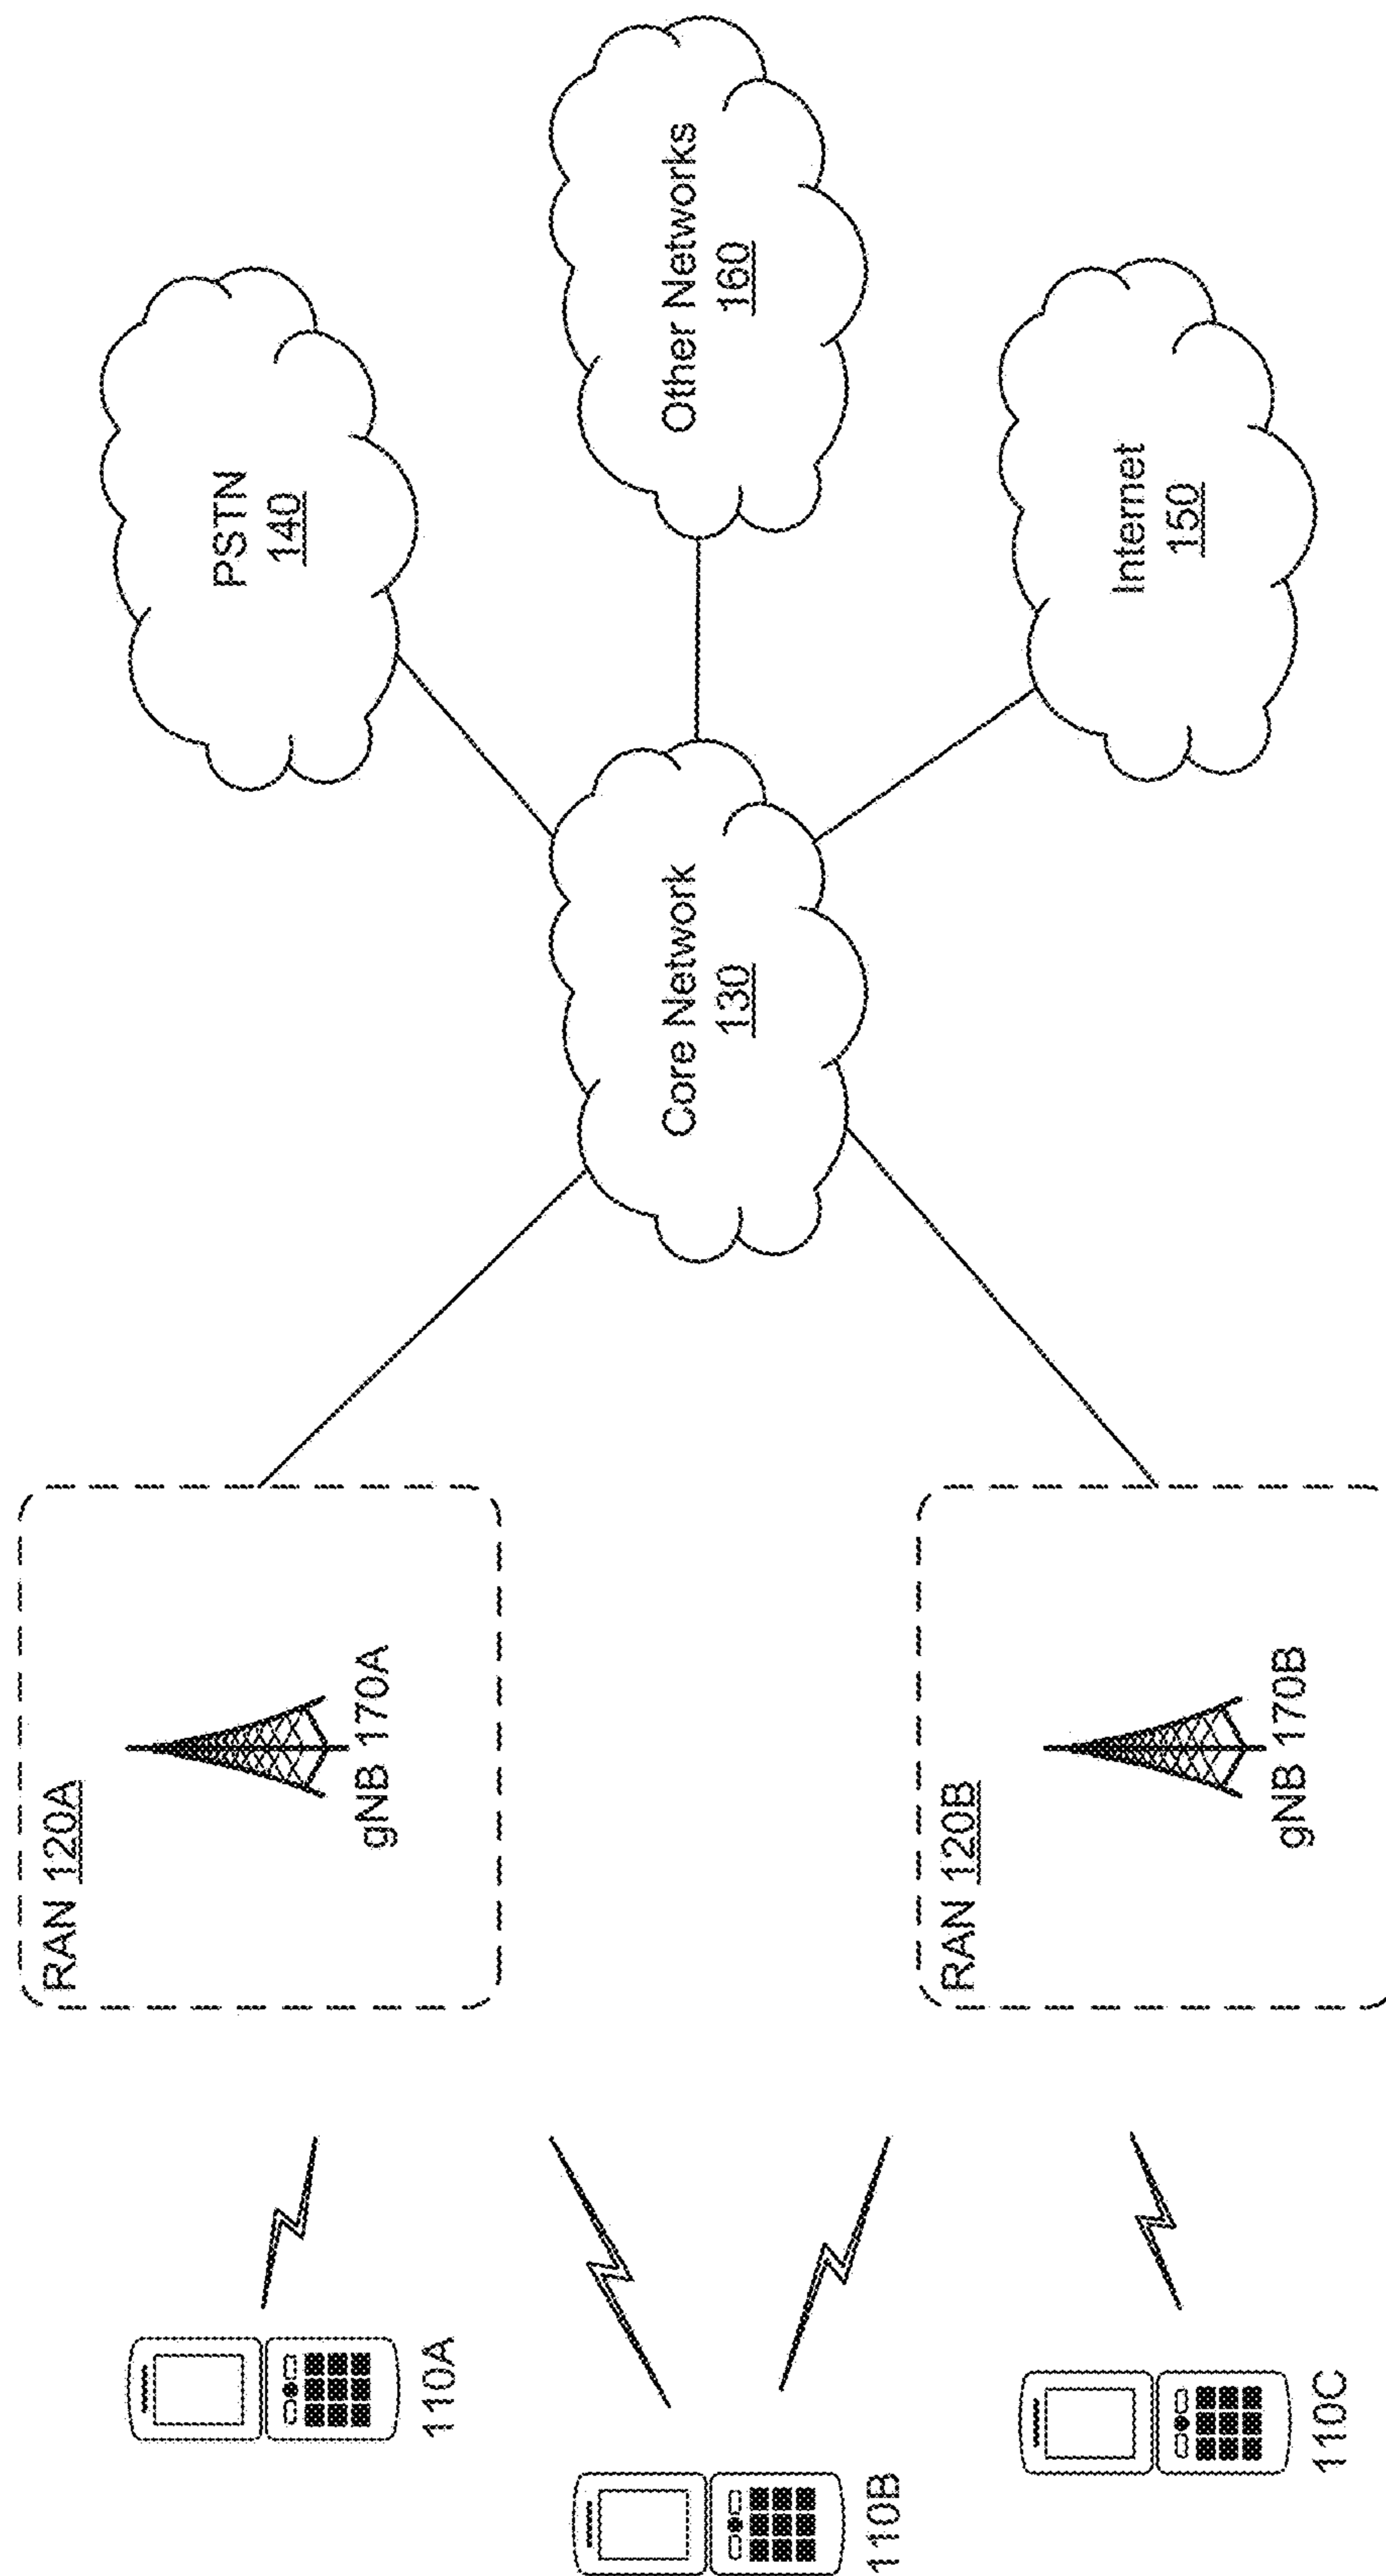 110A
110B
110C
RAN 120A
gNB 170A
RAN 120B
gNB 170B
Core Network
130
PSTN
140
Other Networks
160
Internet
150